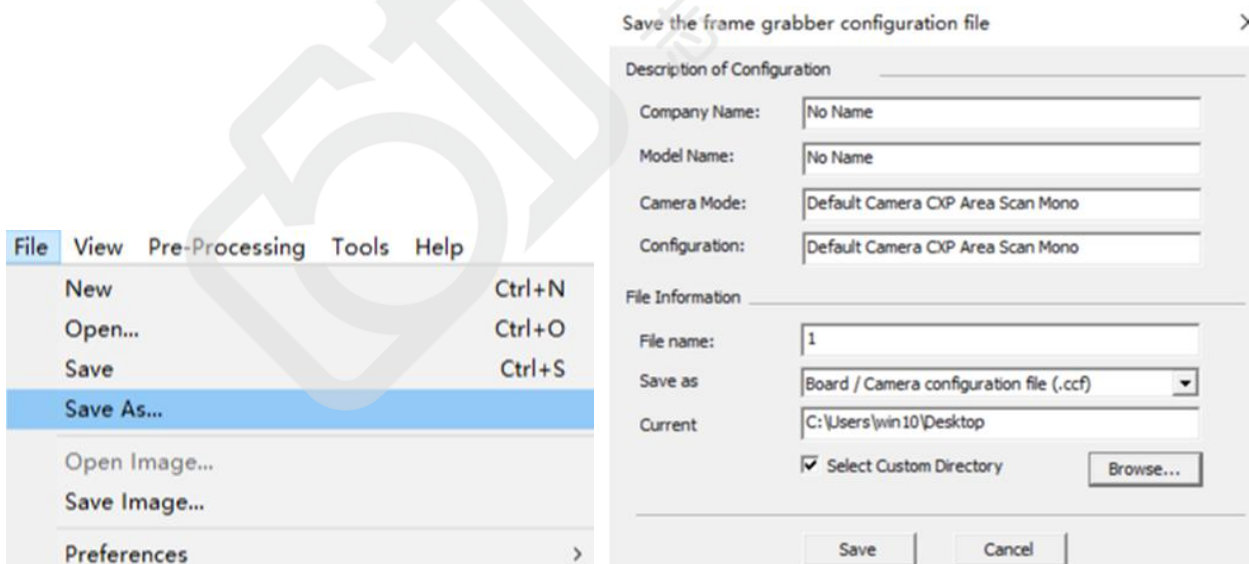 File View Pre-Processing Tools Help
New Ctrl+N
Open... Ctrl+O
Save Ctrl+S
Save As...
Open Image...
Save Image...
Preferences >
Save the frame grabber configuration file
Description of Configuration
Company Name: No Name
Model Name: No Name
Camera Mode: Default Camera CXP Area Scan Mono
Configuration: Default Camera CXP Area Scan Mono
File Information
File name: 1
Save as Board / Camera configuration file (.ccf)
Current C:\Users\win10\Desktop
Select Custom Directory Browse...
Save Cancel